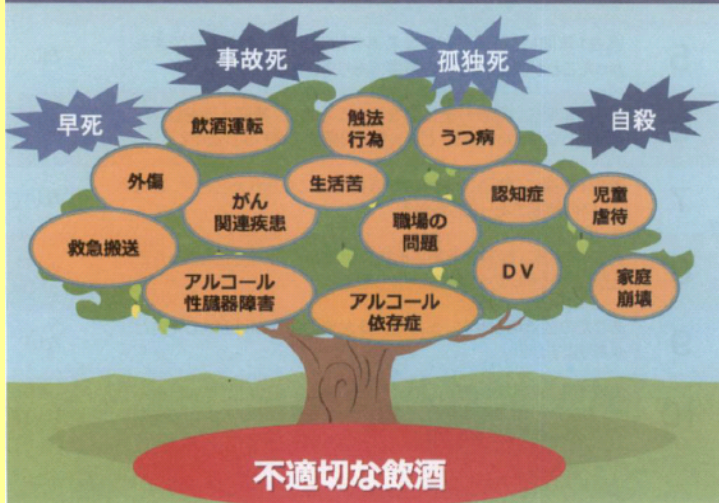 事故死
孤独死
早死
自殺
飲酒運転
触法
行為
うつ病
外傷
がん
関連疾患
生活苦
認知症
児童
虐待
救急搬送
職場の
問題
アルコール
性臓器障害
アルコール
依存症
DV
家庭
崩壊
不適切な飲酒